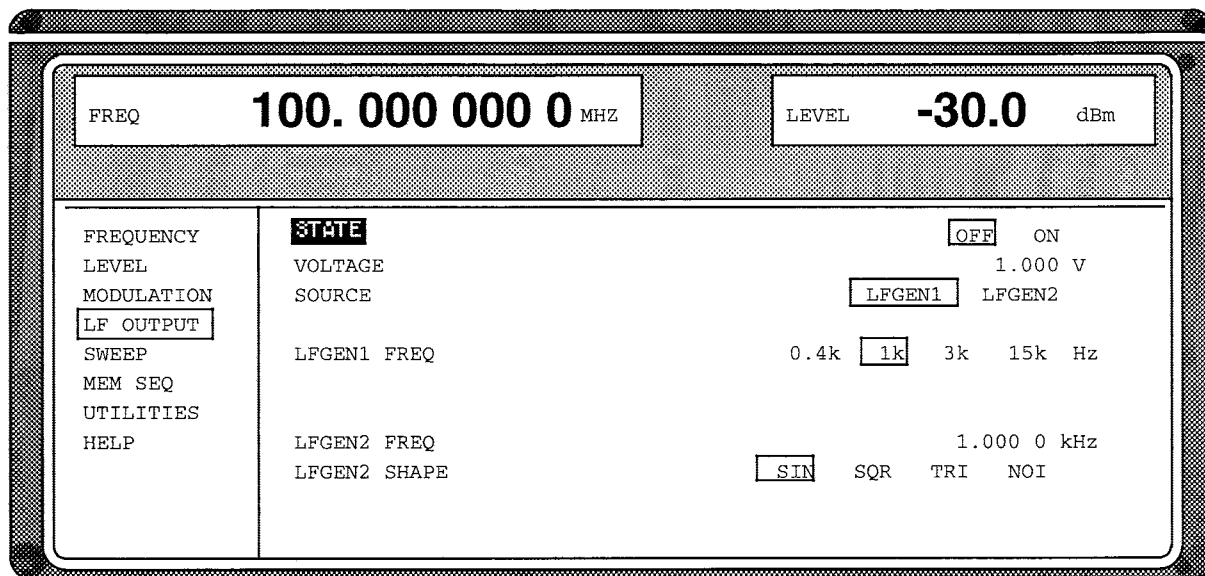 FREQ 100. 000 000 0 MHZ LEVEL -30.0 dBm
FREQUENCY STATE OFF ON
LEVEL VOLTAGE 1.000 V
MODULATION SOURCE LFGEN1 LFGEN2
LF OUTPUT
SWEEP LFGEN1 FREQ 0.4k 1k 3k 15k Hz
MEM SEQ
UTILITIES
HELP LFGEN2 FREQ 1.000 0 kHz
LFGEN2 SHAPE SIN SQR TRI NOI